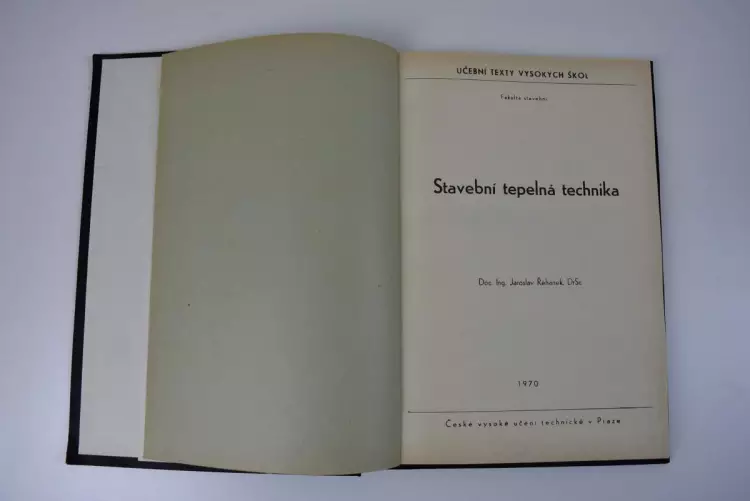 UČEBNÍ TEXTY VYSOKÝCH ŠKOL
Fakulta stavební
Stavební tepelná technika
Doc. Ing. Jaroslav Řehánek, DrSc.
1970
České vysoké učení technické v Praze